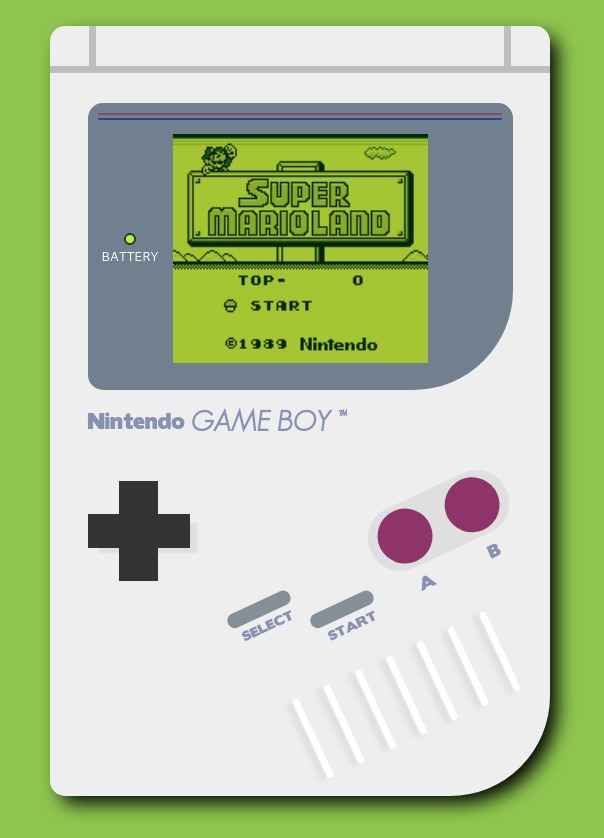 SUPER
MARIOLAND
TOP- 0
START
©1989 Nintendo
BATTERY
Nintendo GAME BOY ™
A
B
SELECT
START